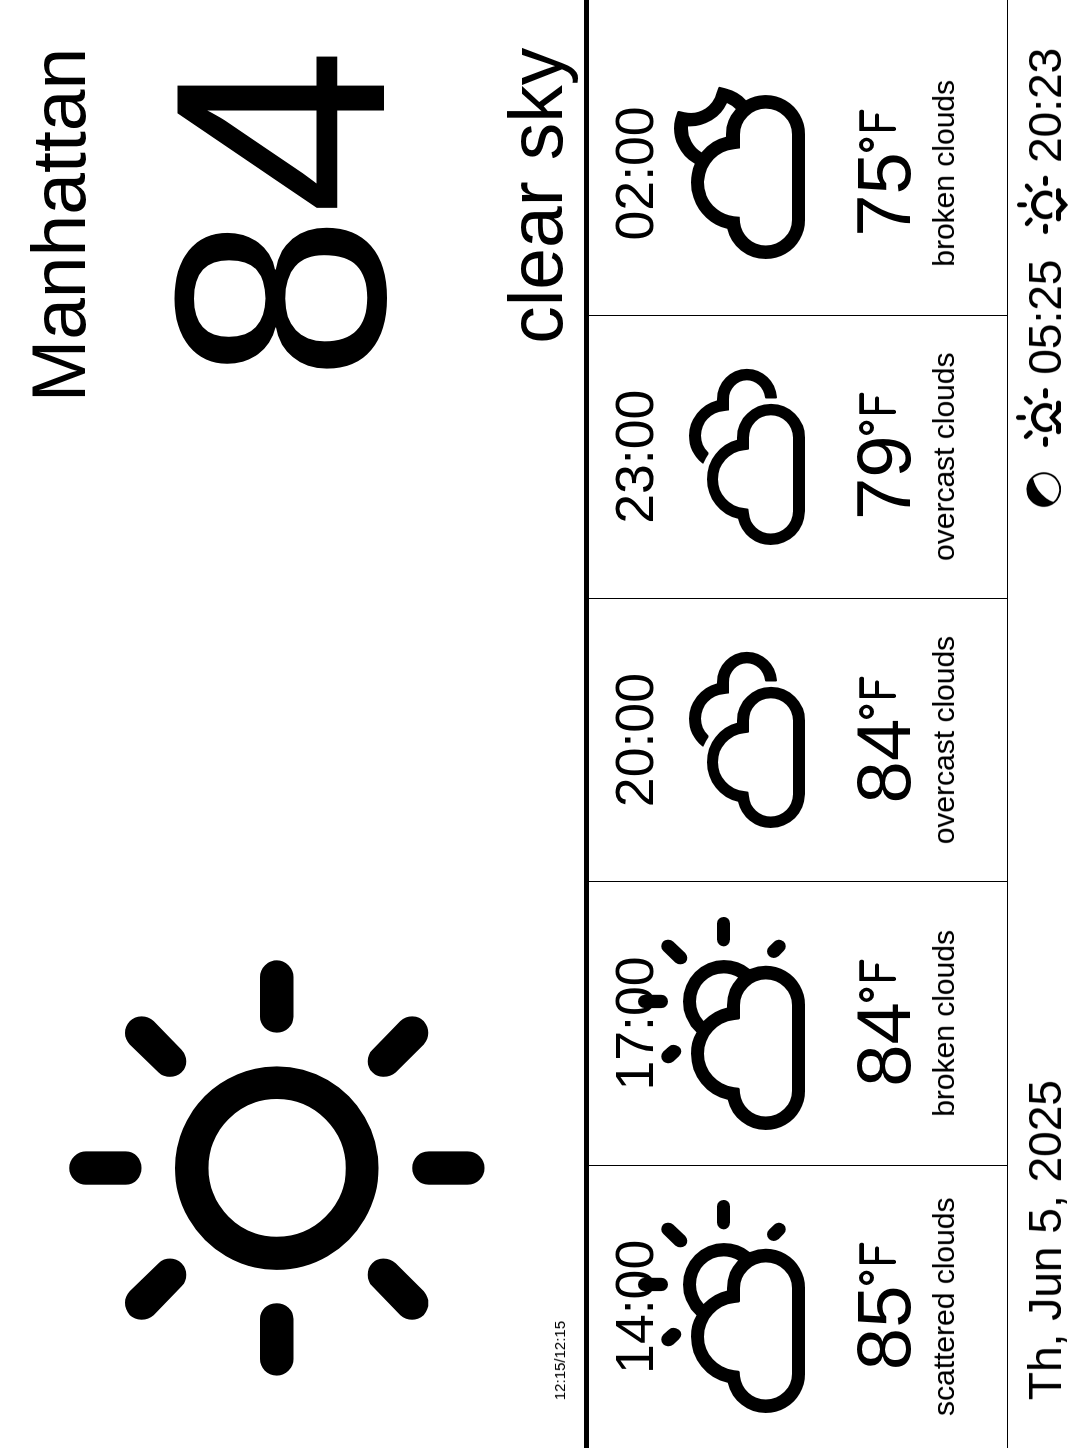 Manhattan
84
clear sky
12:15/12:15
14:00
85°F
scattered clouds
17:00
84°F
broken clouds
20:00
84°F
overcast clouds
23:00
79°F
overcast clouds
02:00
75°F
broken clouds
Th, Jun 5, 2025
05:25
20:23